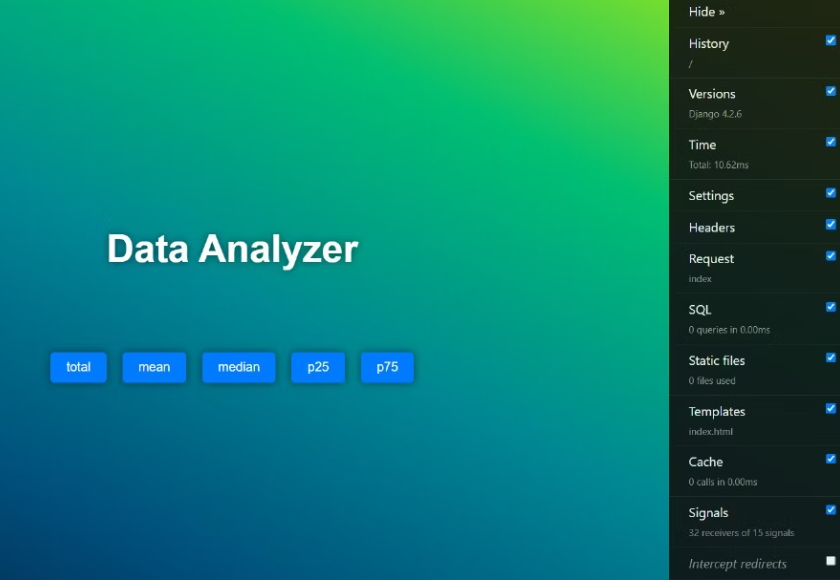 Data Analyzer
total mean median p25 p75
Hide »
History
/
Versions
Django 4.2.6
Time
Total: 10.62ms
Settings
Headers
Request
index
SQL
0 queries in 0.00ms
Static files
0 files used
Templates
index.html
Cache
0 calls in 0.00ms
Signals
32 receivers of 15 signals
Intercept redirects